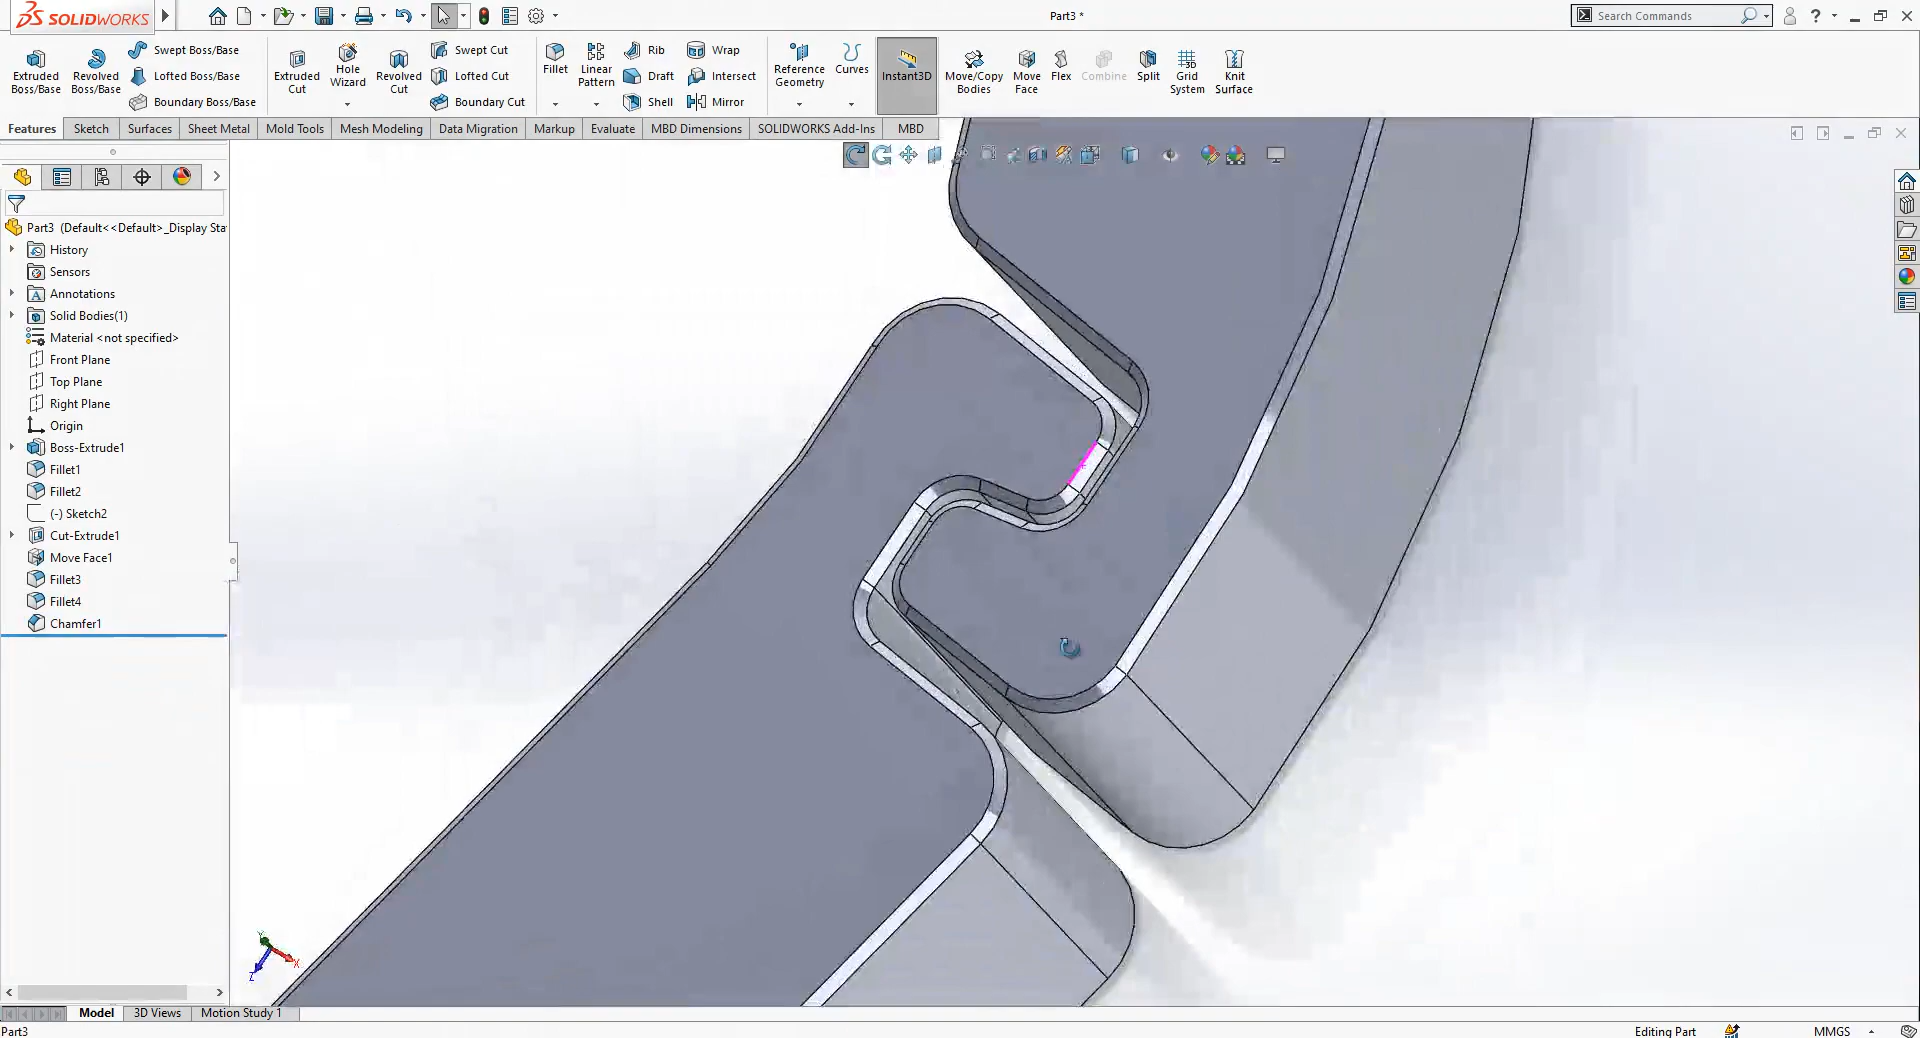 SOLIDWORKS
Part3 *
Search Commands
Extruded Boss/Base
Revolved Boss/Base
Swept Boss/Base
Lofted Boss/Base
Boundary Boss/Base
Extruded Cut
Hole Wizard
Revolved Cut
Swept Cut
Lofted Cut
Boundary Cut
Fillet
Linear Pattern
Rib
Draft
Shell
Wrap
Intersect
Mirror
Reference Geometry
Curves
Instant3D
Move/Copy Bodies
Move Face
Flex
Combine
Split
Grid System
Knit Surface
Features
Sketch
Surfaces
Sheet Metal
Mold Tools
Mesh Modeling
Data Migration
Markup
Evaluate
MBD Dimensions
SOLIDWORKS Add-Ins
MBD
Part3 (Default<<Default>_Display Sta
History
Sensors
Annotations
Solid Bodies(1)
Material <not specified>
Front Plane
Top Plane
Right Plane
Origin
Boss-Extrude1
Fillet1
Fillet2
(-) Sketch2
Cut-Extrude1
Move Face1
Fillet3
Fillet4
Chamfer1
Y
X
Z
Model
3D Views
Motion Study 1
Part3
Editing Part
MMGS